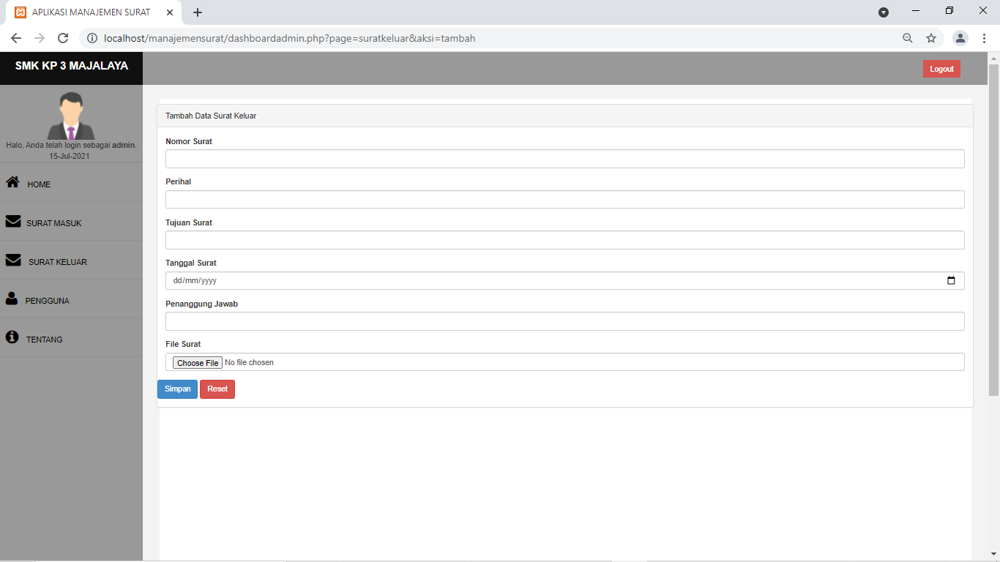 APLIKASI MANAJEMEN SURAT
localhost/manajemensurat/dashboardadmin.php?page=suratkeluar&aksi=tambah
SMK KP 3 MAJALAYA
Logout
Halo, Anda telah login sebagai admin.
15-Jul-2021
HOME
SURAT MASUK
SURAT KELUAR
PENGGUNA
TENTANG
Tambah Data Surat Keluar
Nomor Surat
Perihal
Tujuan Surat
Tanggal Surat
dd/mm/yyyy
Penanggung Jawab
File Surat
Choose File No file chosen
Simpan Reset